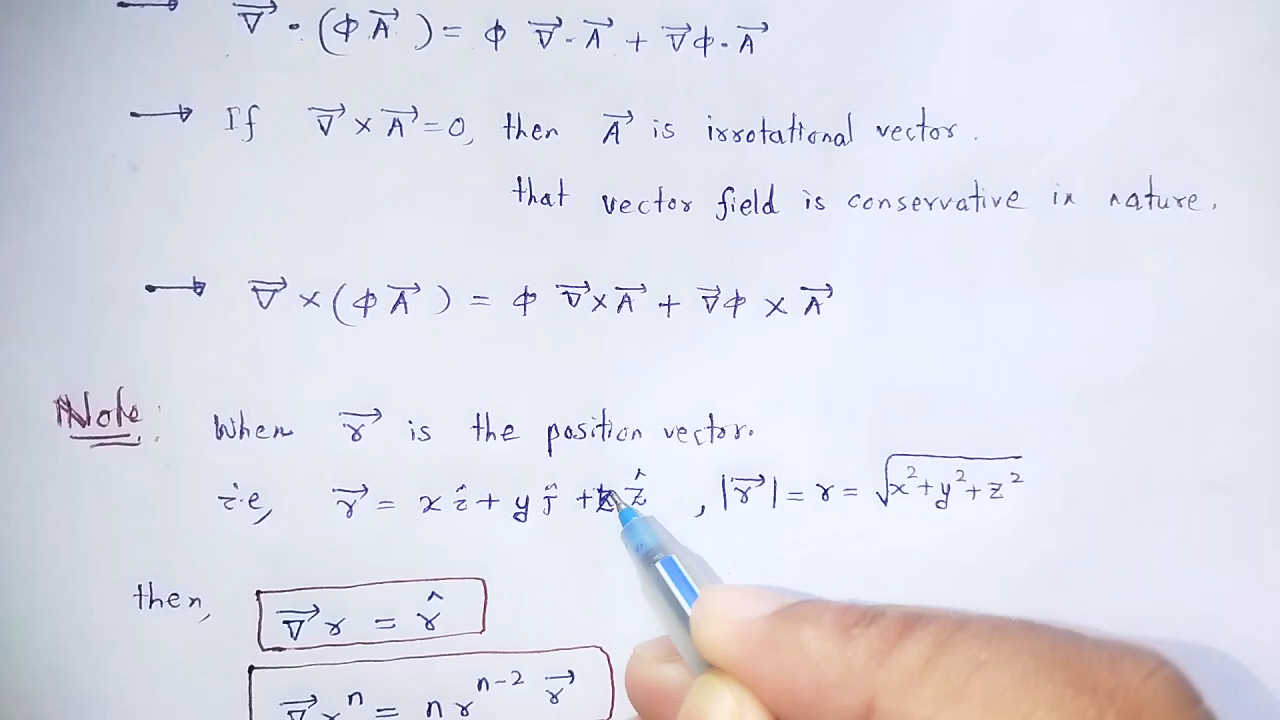 → ∇⃗ · (ϕ A⃗) = ϕ ∇⃗ · A⃗ + ∇⃗ϕ · A⃗
→ If ∇⃗ × A⃗ = 0, then A⃗ is irrotational vector.
that vector field is conservative in nature.
→ ∇⃗ × (ϕ A⃗) = ϕ ∇⃗ × A⃗ + ∇⃗ϕ × A⃗
Note: When r⃗ is the position vector.
i.e, r⃗ = x î + y ĵ + ẑ , |r⃗| = r = √(x² + y² + z²)
then, ∇⃗ r = r̂
∇⃗ rⁿ = n rⁿ⁻² r⃗